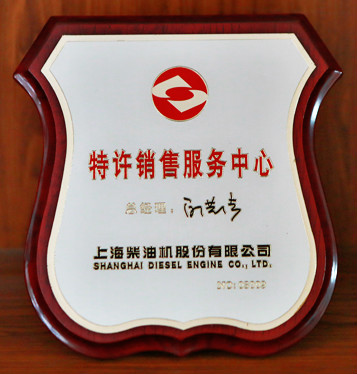 特许销售服务中心
总经理：
上海柴油机股份有限公司
SHANGHAI DIESEL ENGINE CO., LTD.